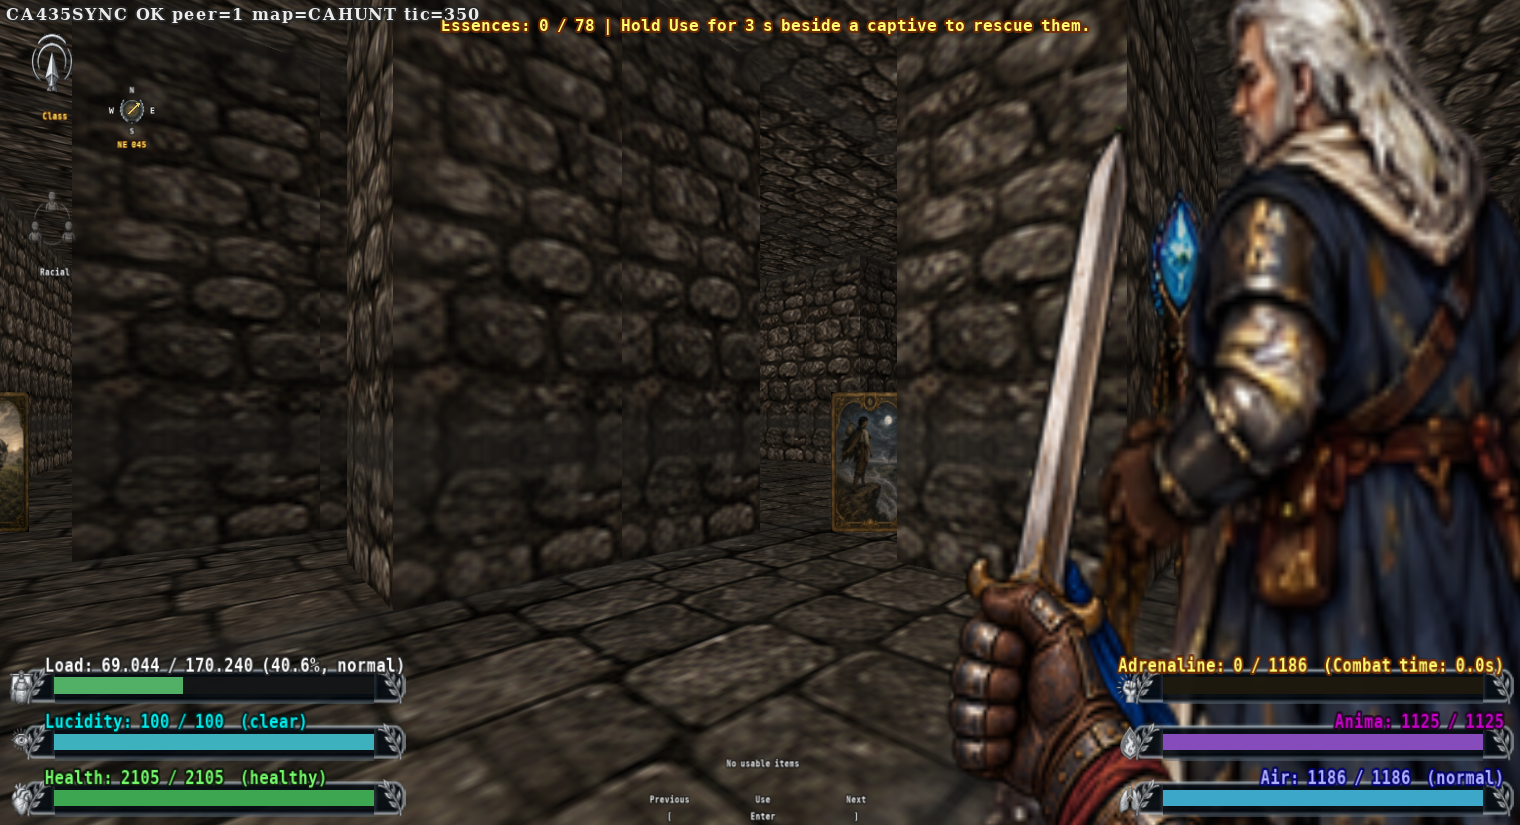 CA435SYNC OK peer=1 map=CAHUNT tic=350
Essences: 0 / 78 | Hold Use for 3 s beside a captive to rescue them.
Class
N
W E
S
NE 045
Racial
Load: 69.044 / 170.240 (40.6%, normal)
Adrenaline: 0 / 1186 (Combat time: 0.0s)
Lucidity: 100 / 100 (clear)
Anima: 1125 / 1125
Health: 2105 / 2105 (healthy)
Air: 1186 / 1186 (normal)
No usable items
Previous Use Next
[ Enter ]